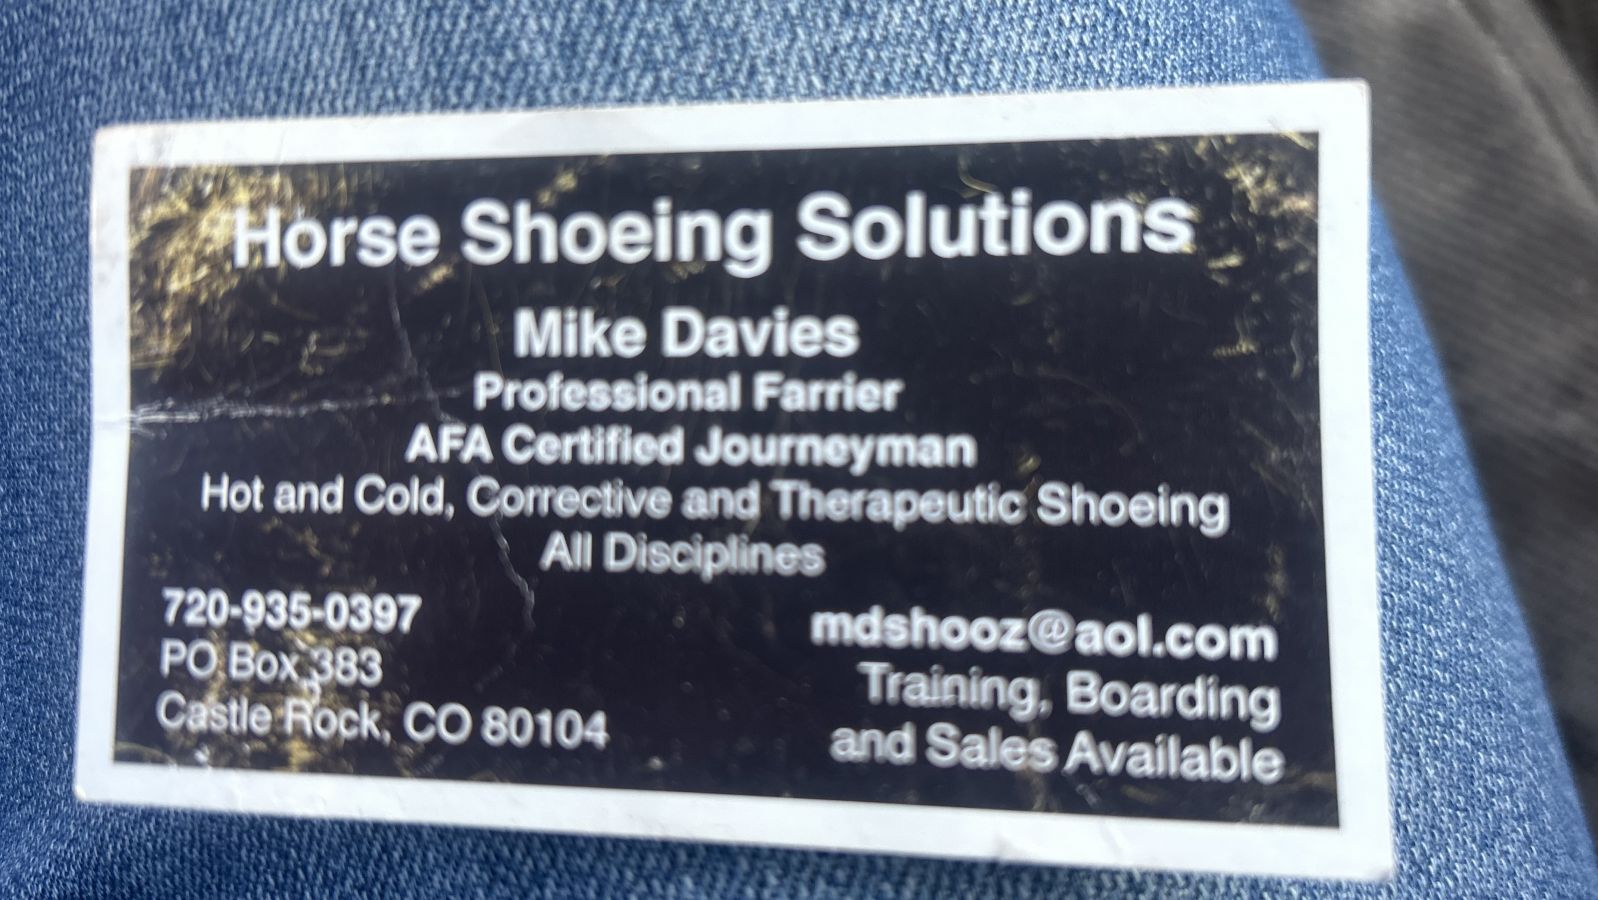 Horse Shoeing Solutions
Mike Davies
Professional Farrier
AFA Certified Journeyman
Hot and Cold, Corrective and Therapeutic Shoeing
All Disciplines
720-935-0397
PO Box 383
Castle Rock, CO 80104
mdshooz@aol.com
Training, Boarding
and Sales Available